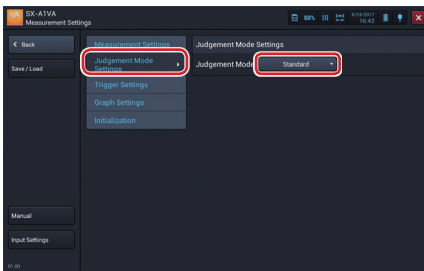 SX-A1VA
Measurement Settings
88%
8/24/2017
16:43
Back
Save / Load
Manual
Input Settings
Measurement Settings
Judgement Mode
Settings
Trigger Settings
Graph Settings
Initialization
Judgement Mode Settings
Judgement Mode
Standard